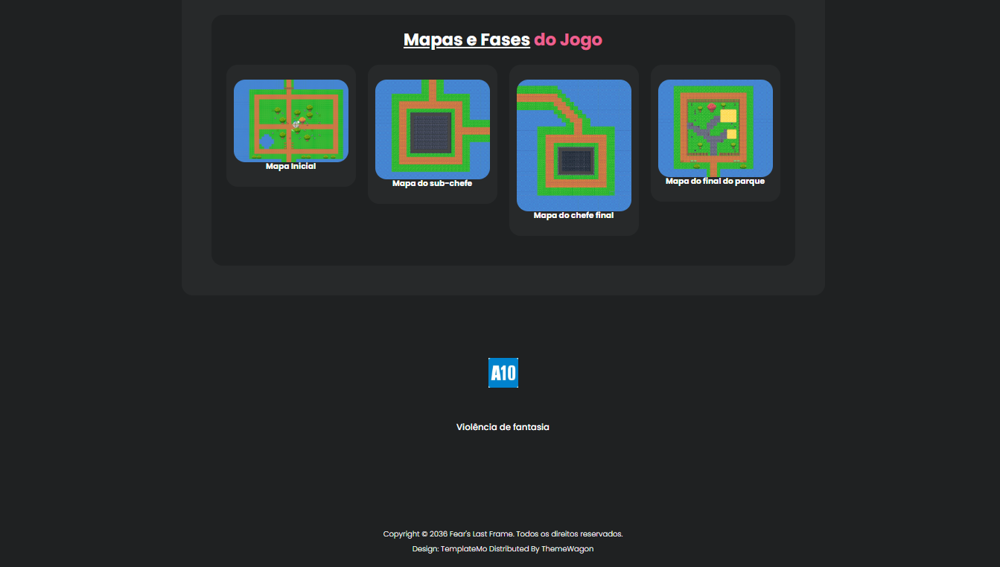 Mapas e Fases do Jogo
Mapa Inicial
Mapa do sub-chefe
Mapa do chefe final
Mapa do final do parque
A10
Violência de fantasia
Copyright © 2036 Fear's Last Frame. Todos os direitos reservados.
Design: TemplateMo Distributed By ThemeWagon